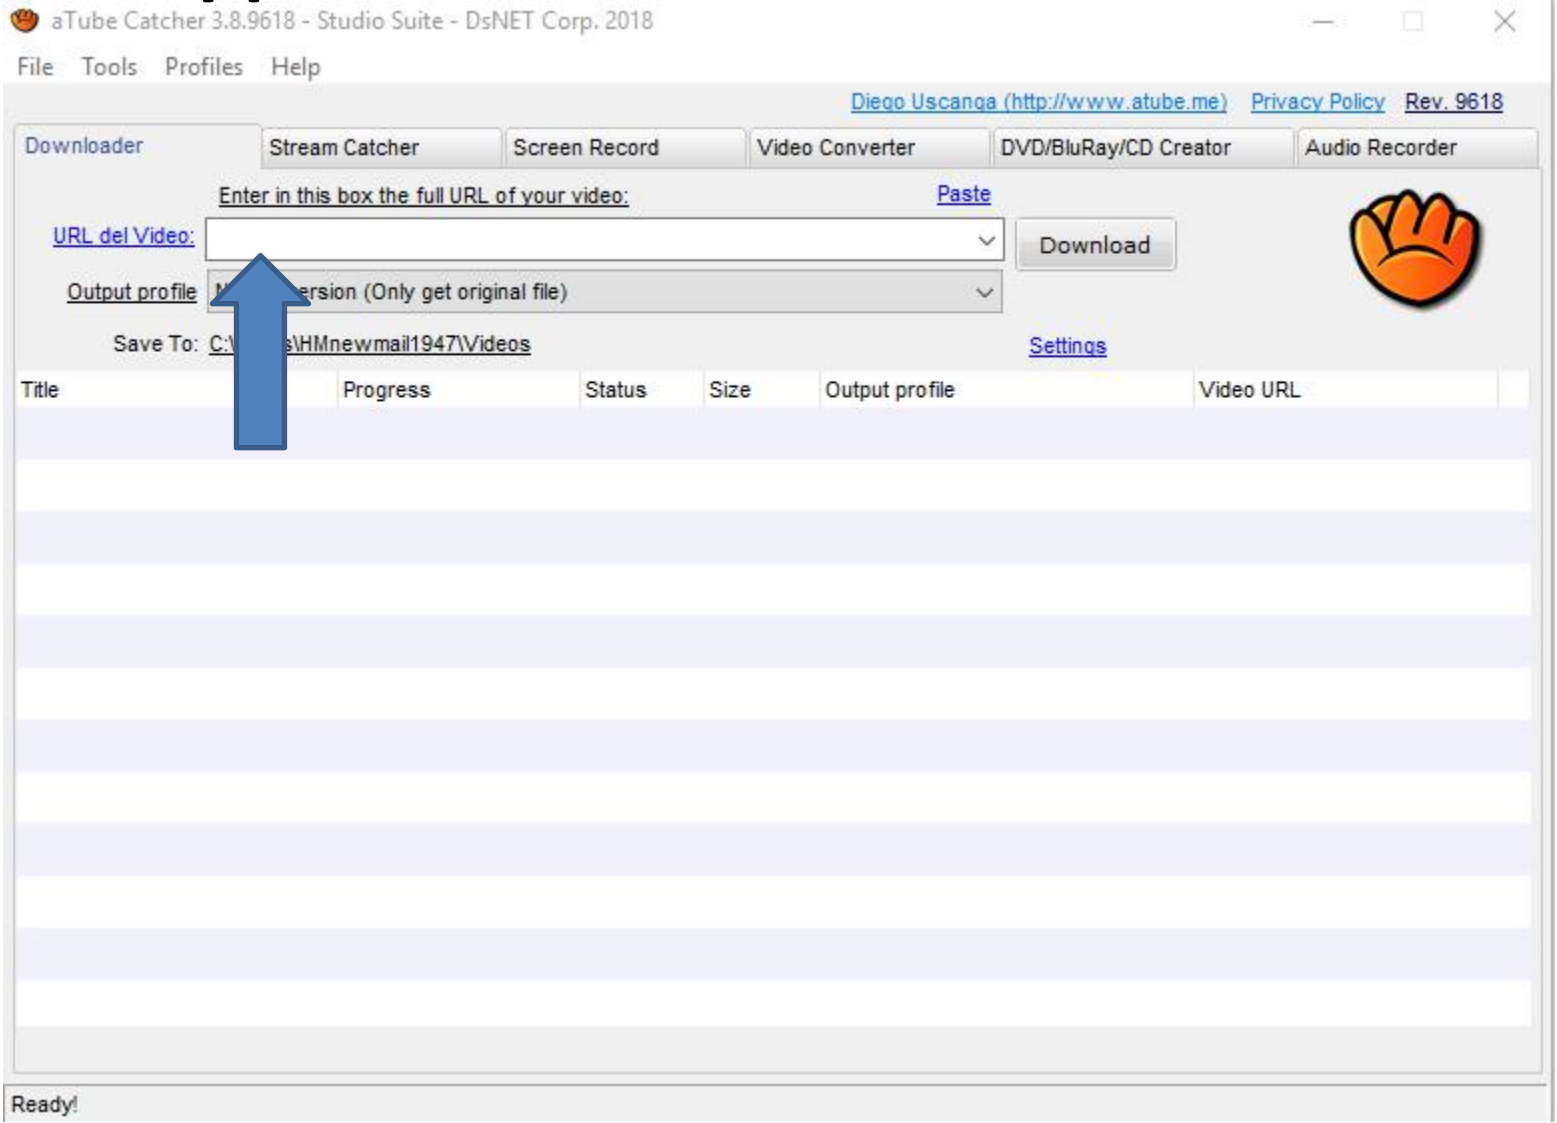 aTube Catcher 3.8.9618 - Studio Suite - DsNET Corp. 2018
File Tools Profiles Help
Diego Uscanga (http://www.atube.me) Privacy Policy Rev. 9618
Downloader Stream Catcher Screen Record Video Converter DVD/BluRay/CD Creator Audio Recorder
Enter in this box the full URL of your video: Paste
URL del Video: Download
Output profile (Only get original file)
Save To: C:\ \HMnewmail1947\Videos Settings
Title Progress Status Size Output profile Video URL
Ready!